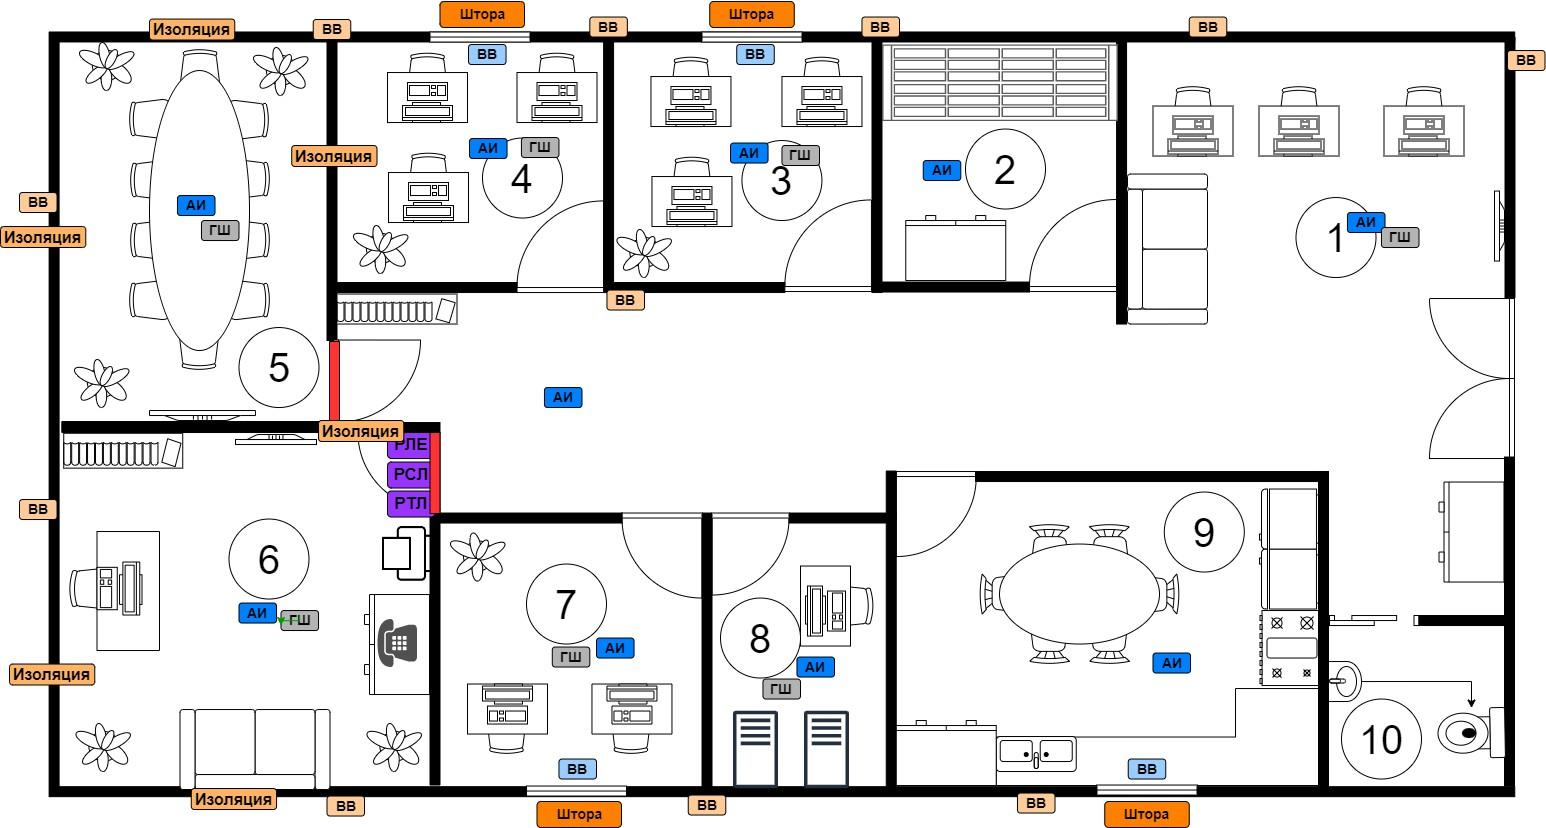 Штора
Штора
Изоляция
ВВ
ВВ
ВВ
ВВ
ВВ
ВВ
ВВ
Изоляция
АИ
ГШ
4
АИ
ГШ
3
АИ
2
ВВ
АИ
ГШ
Изоляция
1
АИ
ГШ
ВВ
5
АИ
Изоляция
РЛЕ
РСЛ
РТЛ
ВВ
6
АИ
ГШ
9
7
АИ
ГШ
8
АИ
ГШ
АИ
Изоляция
10
ВВ
ВВ
Изоляция
ВВ
ВВ
ВВ
Штора
Штора